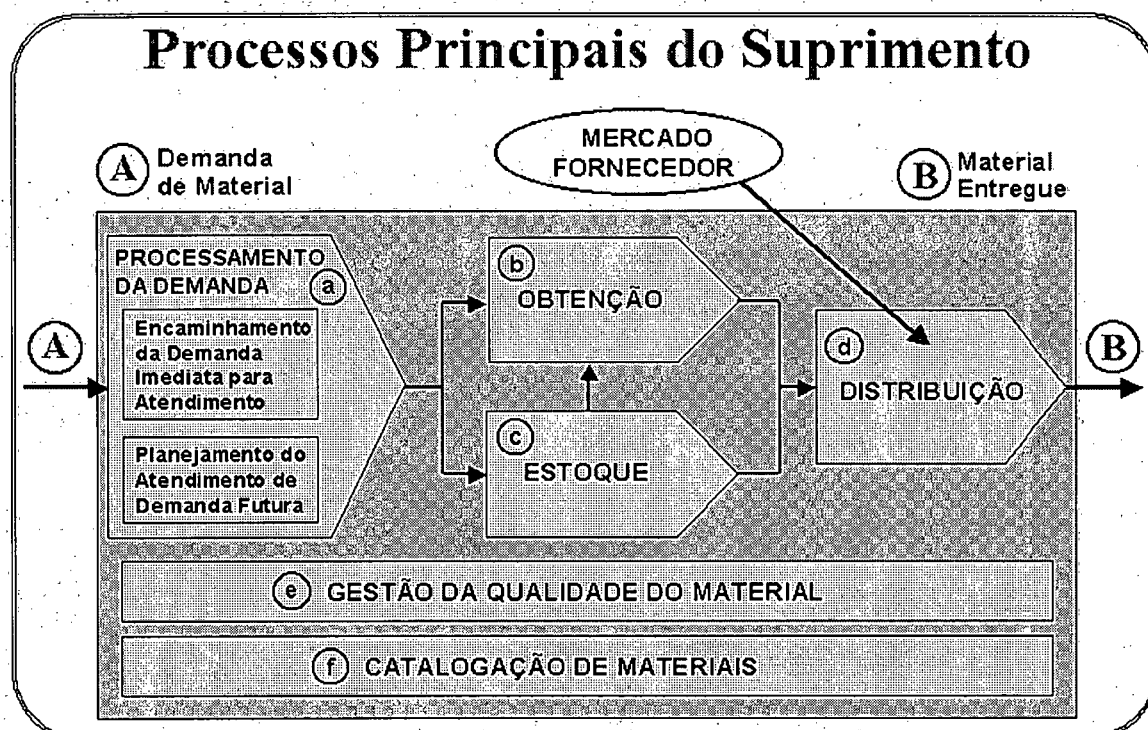 Processos Principais do Suprimento
MERCADO
FORNECEDOR
A Demanda
de Material
B Material
Entregue
PROCESSAMENTO
DA DEMANDA a
Encaminhamento
da Demanda
Imediata para
Atendimento
Planejamento do
Atendimento de
Demanda Futura
A
b
OBTENÇÃO
c
ESTOQUE
d
DISTRIBUIÇÃO
B
e GESTÃO DA QUALIDADE DO MATERIAL
f CATALOGAÇÃO DE MATERIAIS